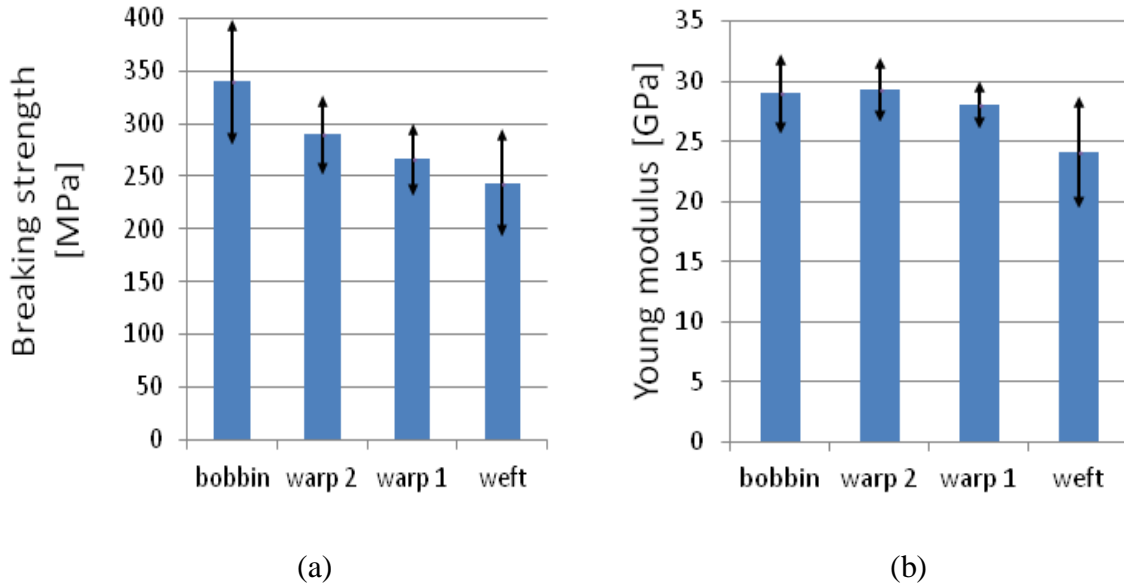 Breaking strength
[MPa]
400
350
300
250
200
150
100
50
0
bobbin warp 2 warp 1 weft
(a)
Young modulus [GPa]
35
30
25
20
15
10
5
0
bobbin warp 2 warp 1 weft
(b)